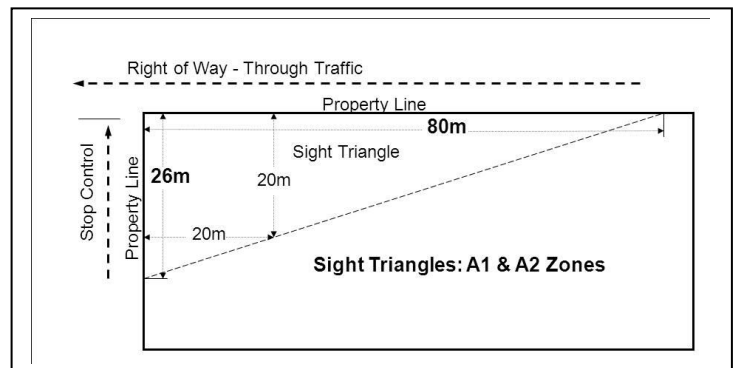 Right of Way - Through Traffic
Property Line
80m
Sight Triangle
Stop Control
Property Line
26m
20m
20m
Sight Triangles: A1 & A2 Zones